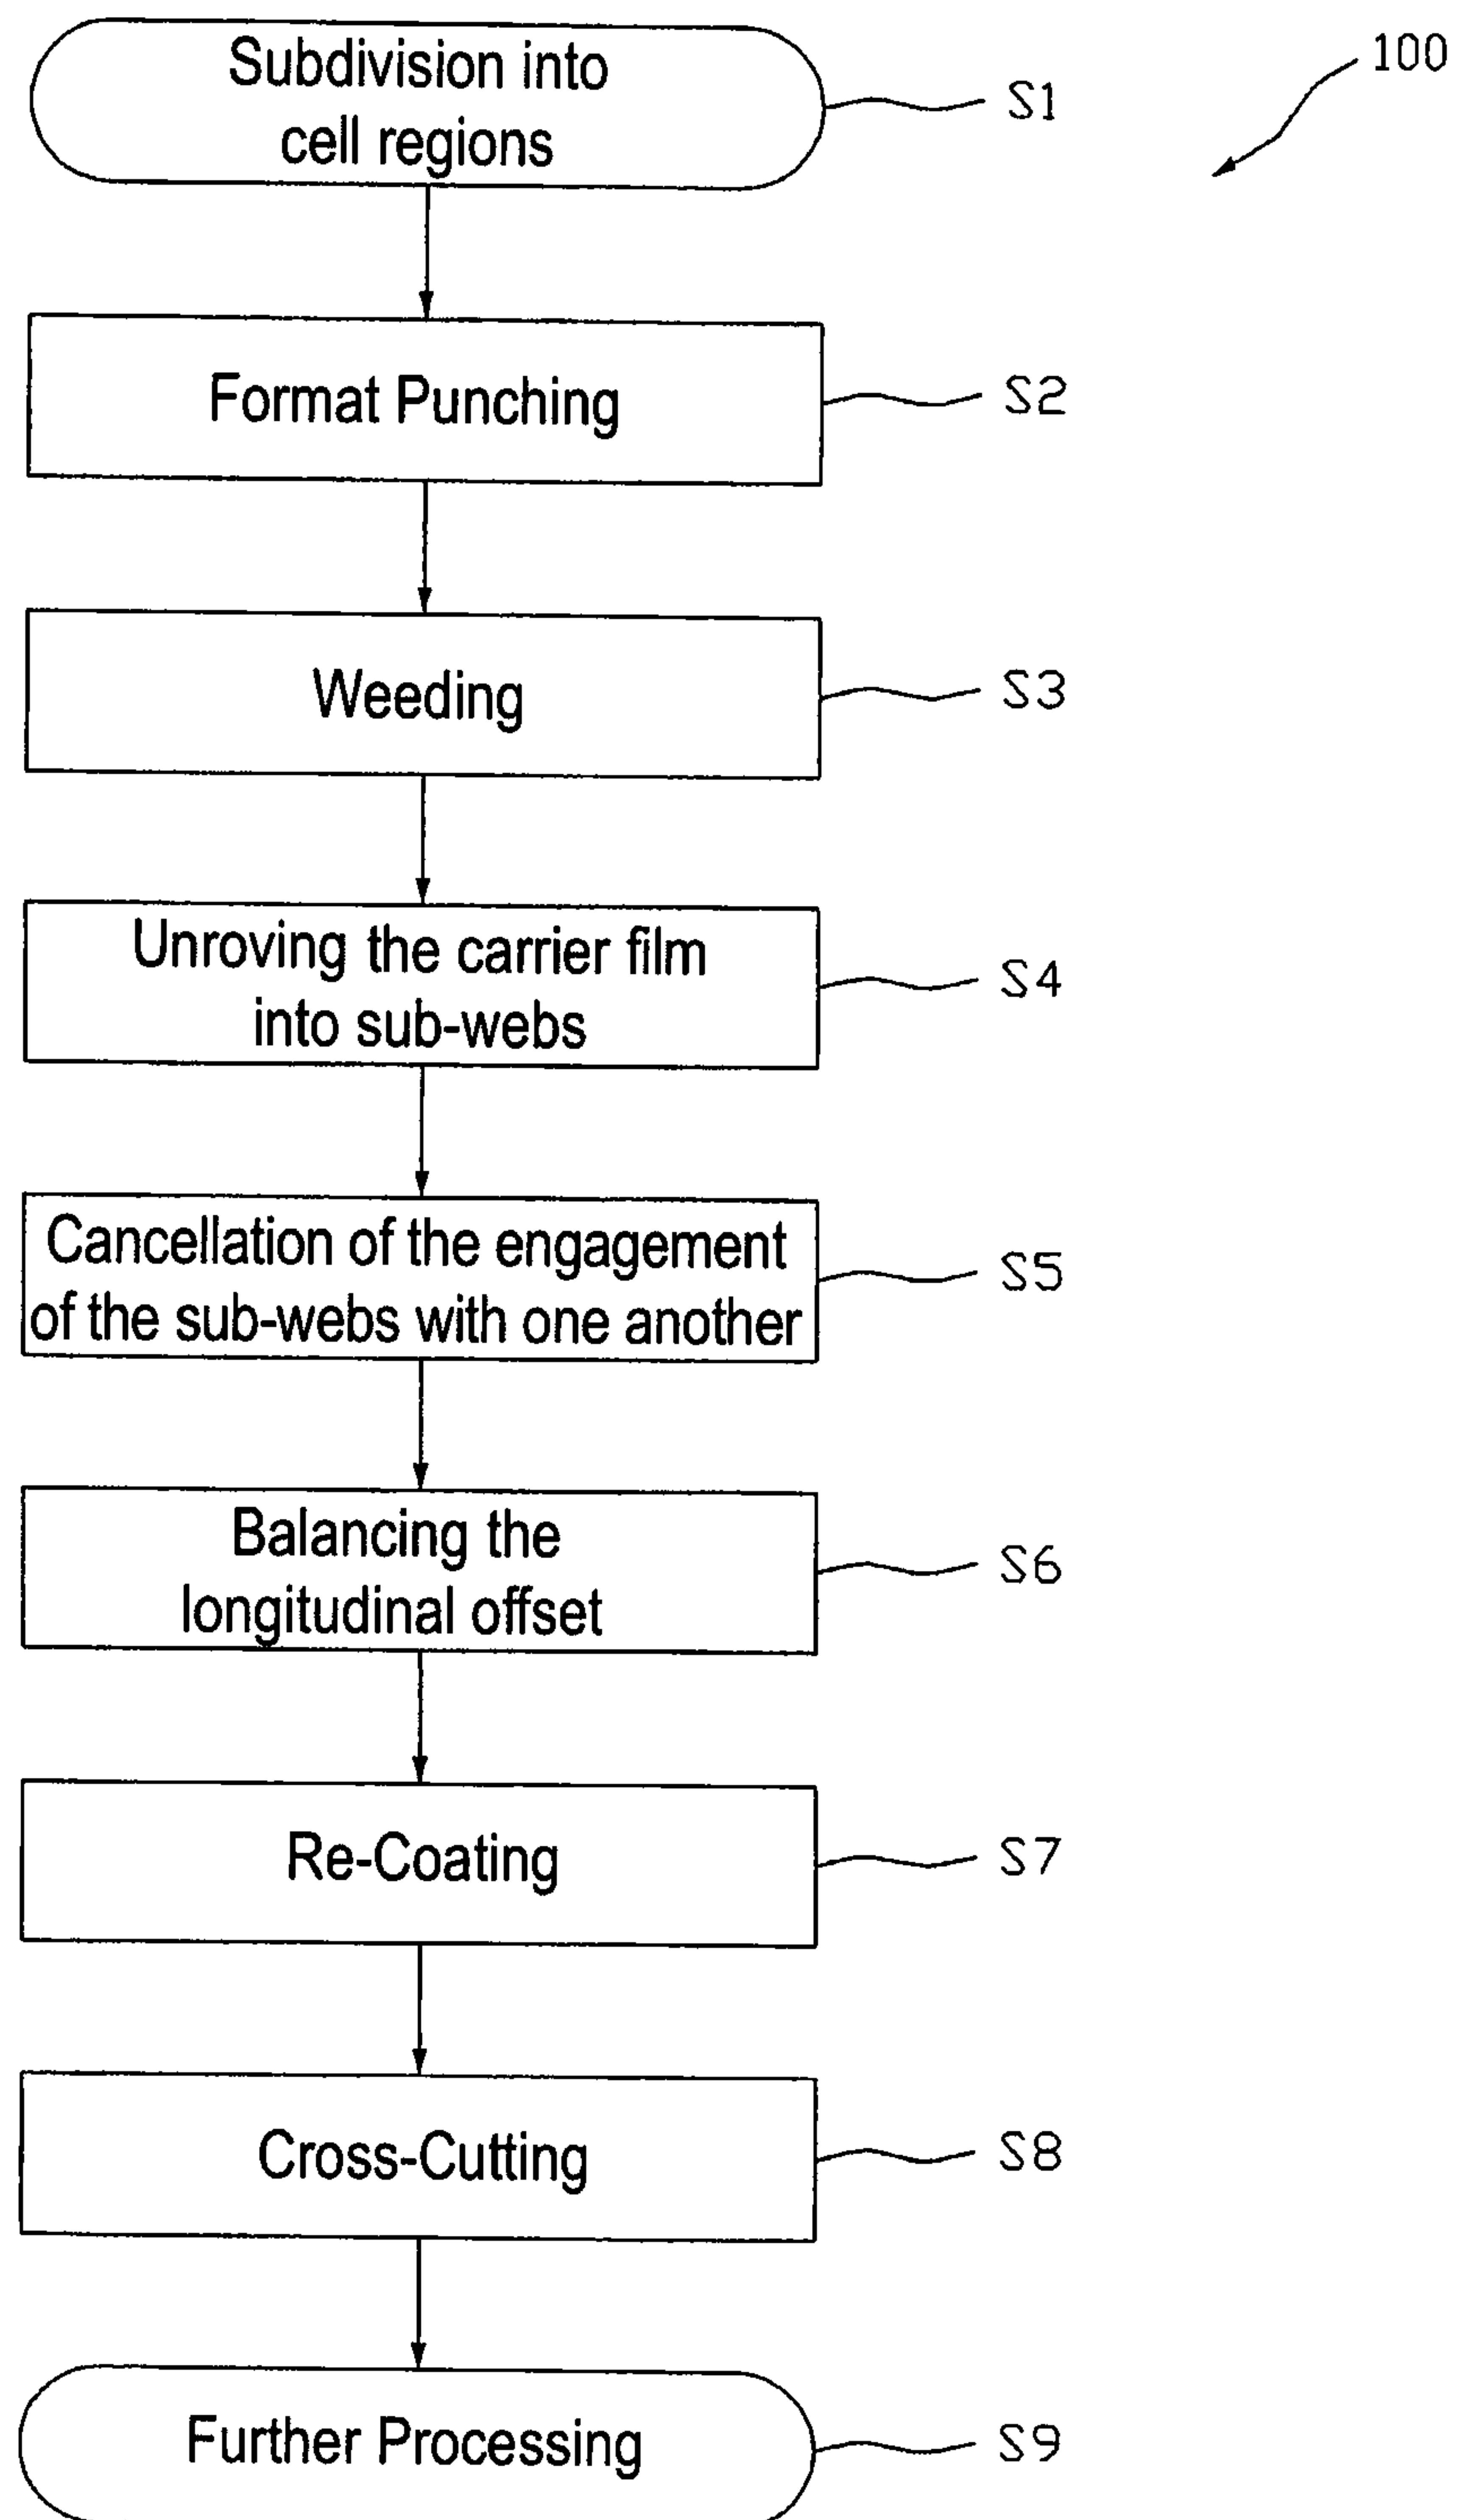 100
Subdivision into
cell regions
S1
Format Punching
S2
Weeding
S3
Unroving the carrier film
into sub-webs
S4
Cancellation of the engagement
of the sub-webs with one another
S5
Balancing the
longitudinal offset
S6
Re-Coating
S7
Cross-Cutting
S8
Further Processing
S9